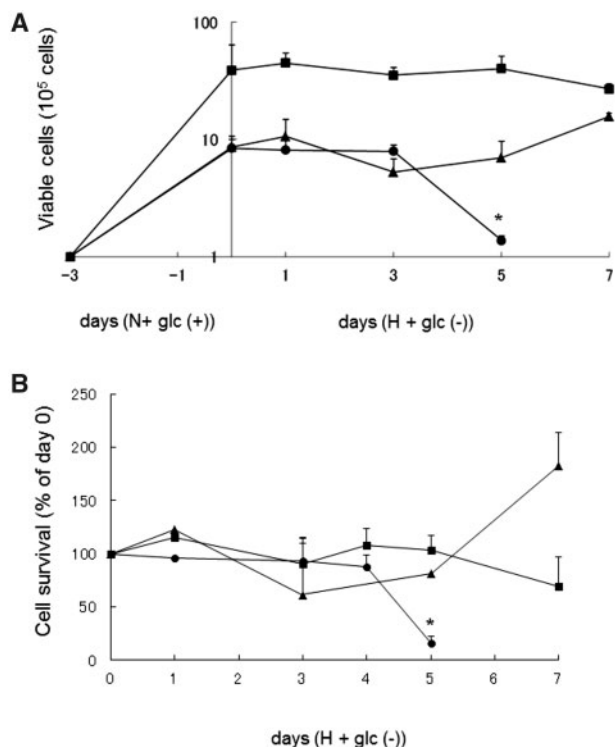 A
Viable cells (10⁵ cells)
100
10
1
-3 -1 1 3 5 7
*
days (N+ glc (+)) days (H + glc (-))
B
Cell survival (% of day 0)
250
200
150
100
50
0
*
0 1 2 3 4 5 6 7
days (H + glc (-))